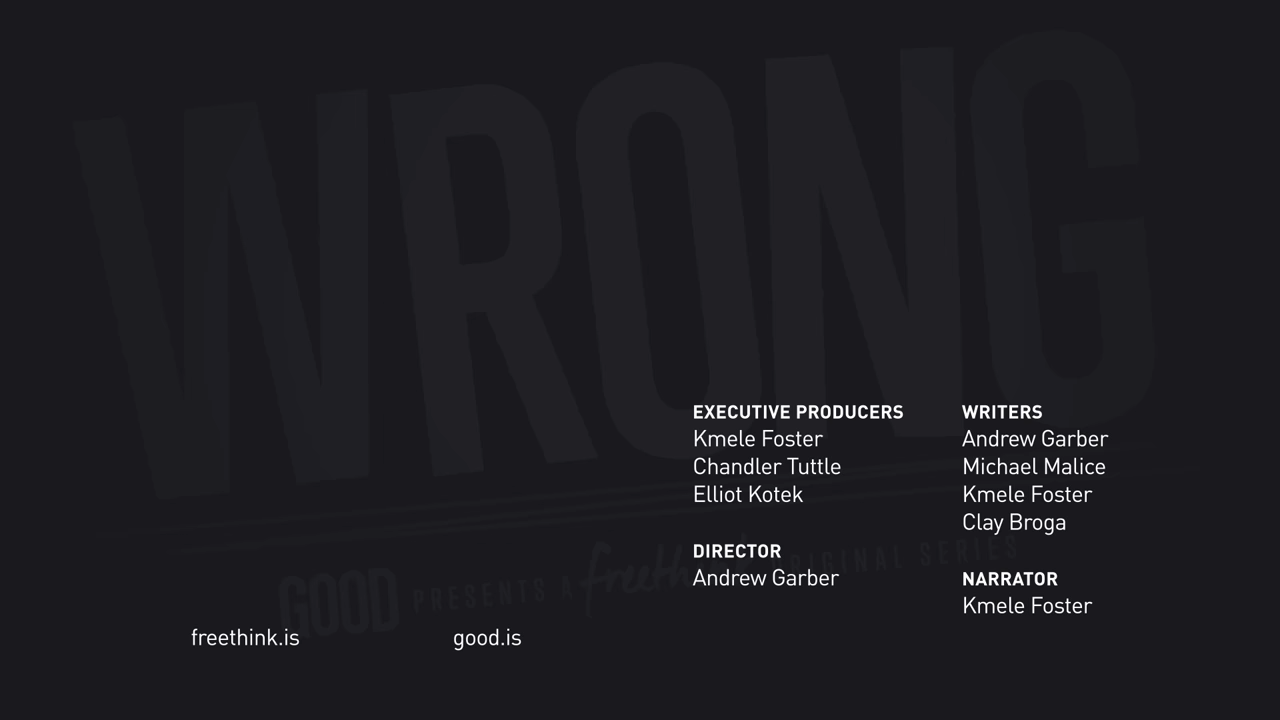 WRONG
EXECUTIVE PRODUCERS
Kmele Foster
Chandler Tuttle
Elliot Kotek
DIRECTOR
Andrew Garber
WRITERS
Andrew Garber
Michael Malice
Kmele Foster
Clay Broga
NARRATOR
Kmele Foster
GOOD PRESENTS A freethink ORIGINAL SERIES
freethink.is
good.is